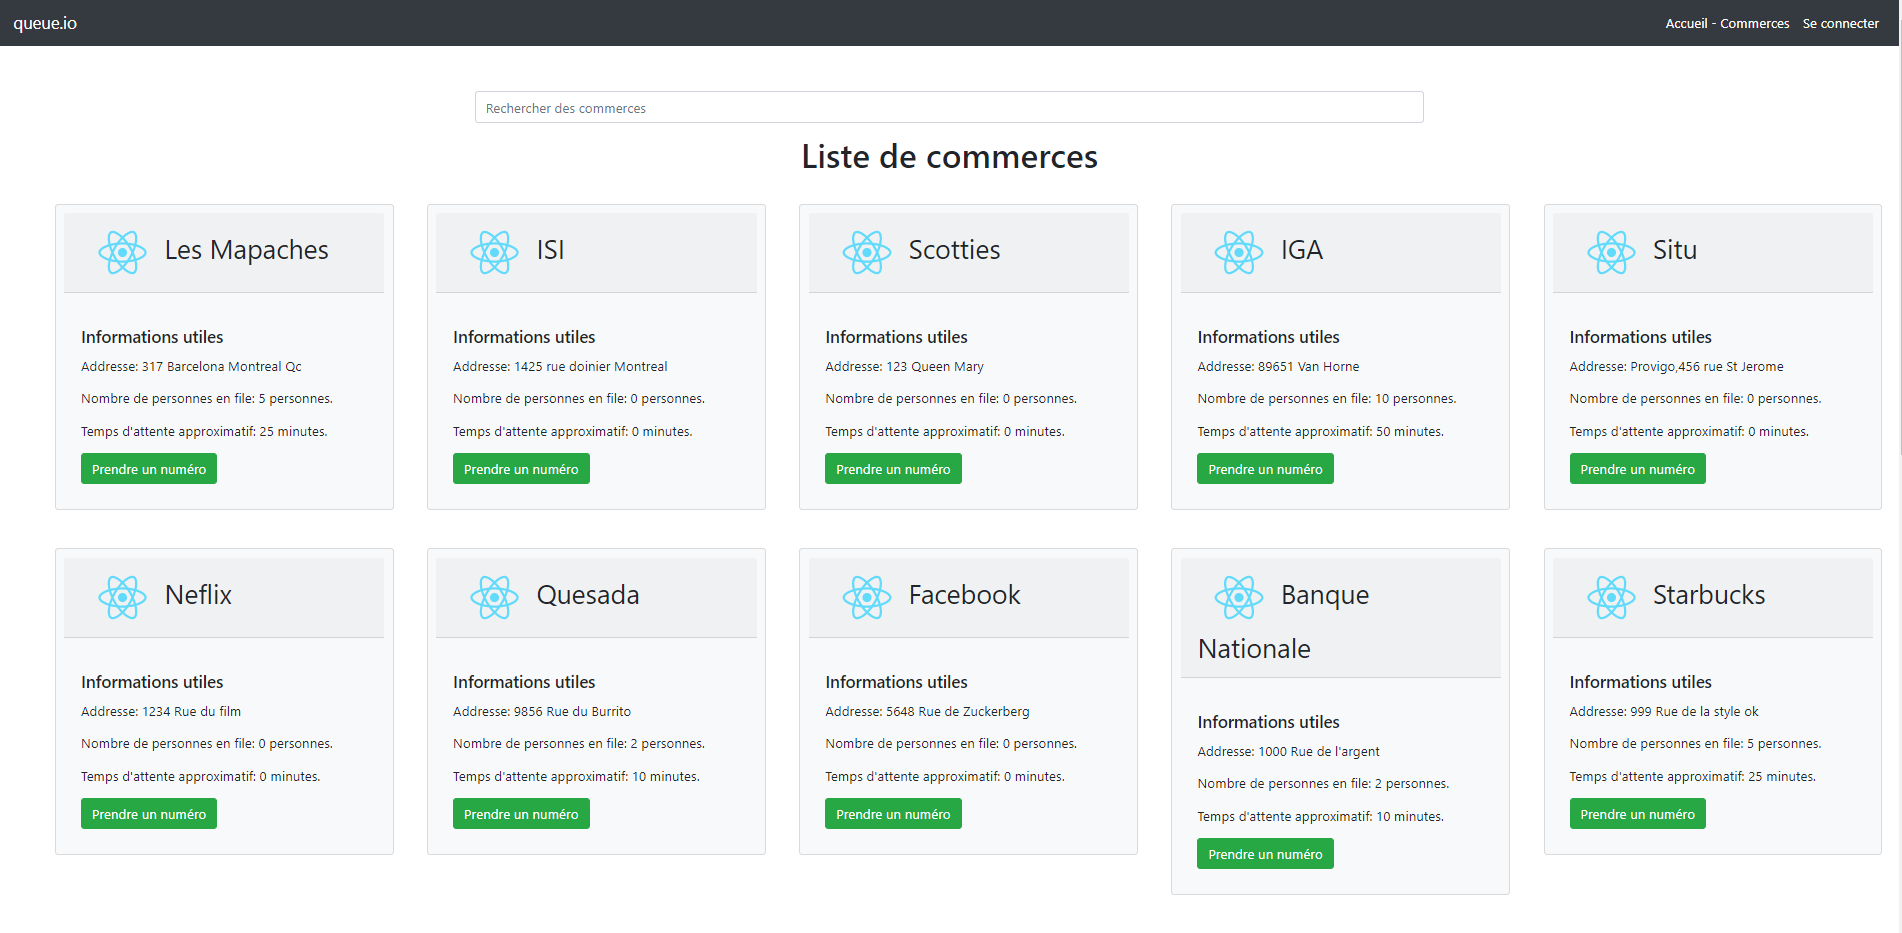 queue.io
Accueil - Commerces Se connecter
Rechercher des commerces
Liste de commerces
Les Mapaches
Informations utiles
Addresse: 317 Barcelona Montreal Qc
Nombre de personnes en file: 5 personnes.
Temps d'attente approximatif: 25 minutes.
Prendre un numéro
ISI
Informations utiles
Addresse: 1425 rue doinier Montreal
Nombre de personnes en file: 0 personnes.
Temps d'attente approximatif: 0 minutes.
Prendre un numéro
Scotties
Informations utiles
Addresse: 123 Queen Mary
Nombre de personnes en file: 0 personnes.
Temps d'attente approximatif: 0 minutes.
Prendre un numéro
IGA
Informations utiles
Addresse: 89651 Van Horne
Nombre de personnes en file: 10 personnes.
Temps d'attente approximatif: 50 minutes.
Prendre un numéro
Situ
Informations utiles
Addresse: Provigo,456 rue St Jerome
Nombre de personnes en file: 0 personnes.
Temps d'attente approximatif: 0 minutes.
Prendre un numéro
Neflix
Informations utiles
Addresse: 1234 Rue du film
Nombre de personnes en file: 0 personnes.
Temps d'attente approximatif: 0 minutes.
Prendre un numéro
Quesada
Informations utiles
Addresse: 9856 Rue du Burrito
Nombre de personnes en file: 2 personnes.
Temps d'attente approximatif: 10 minutes.
Prendre un numéro
Facebook
Informations utiles
Addresse: 5648 Rue de Zuckerberg
Nombre de personnes en file: 0 personnes.
Temps d'attente approximatif: 0 minutes.
Prendre un numéro
Banque
Nationale
Informations utiles
Addresse: 1000 Rue de l'argent
Nombre de personnes en file: 2 personnes.
Temps d'attente approximatif: 10 minutes.
Prendre un numéro
Starbucks
Informations utiles
Addresse: 999 Rue de la style ok
Nombre de personnes en file: 5 personnes.
Temps d'attente approximatif: 25 minutes.
Prendre un numéro